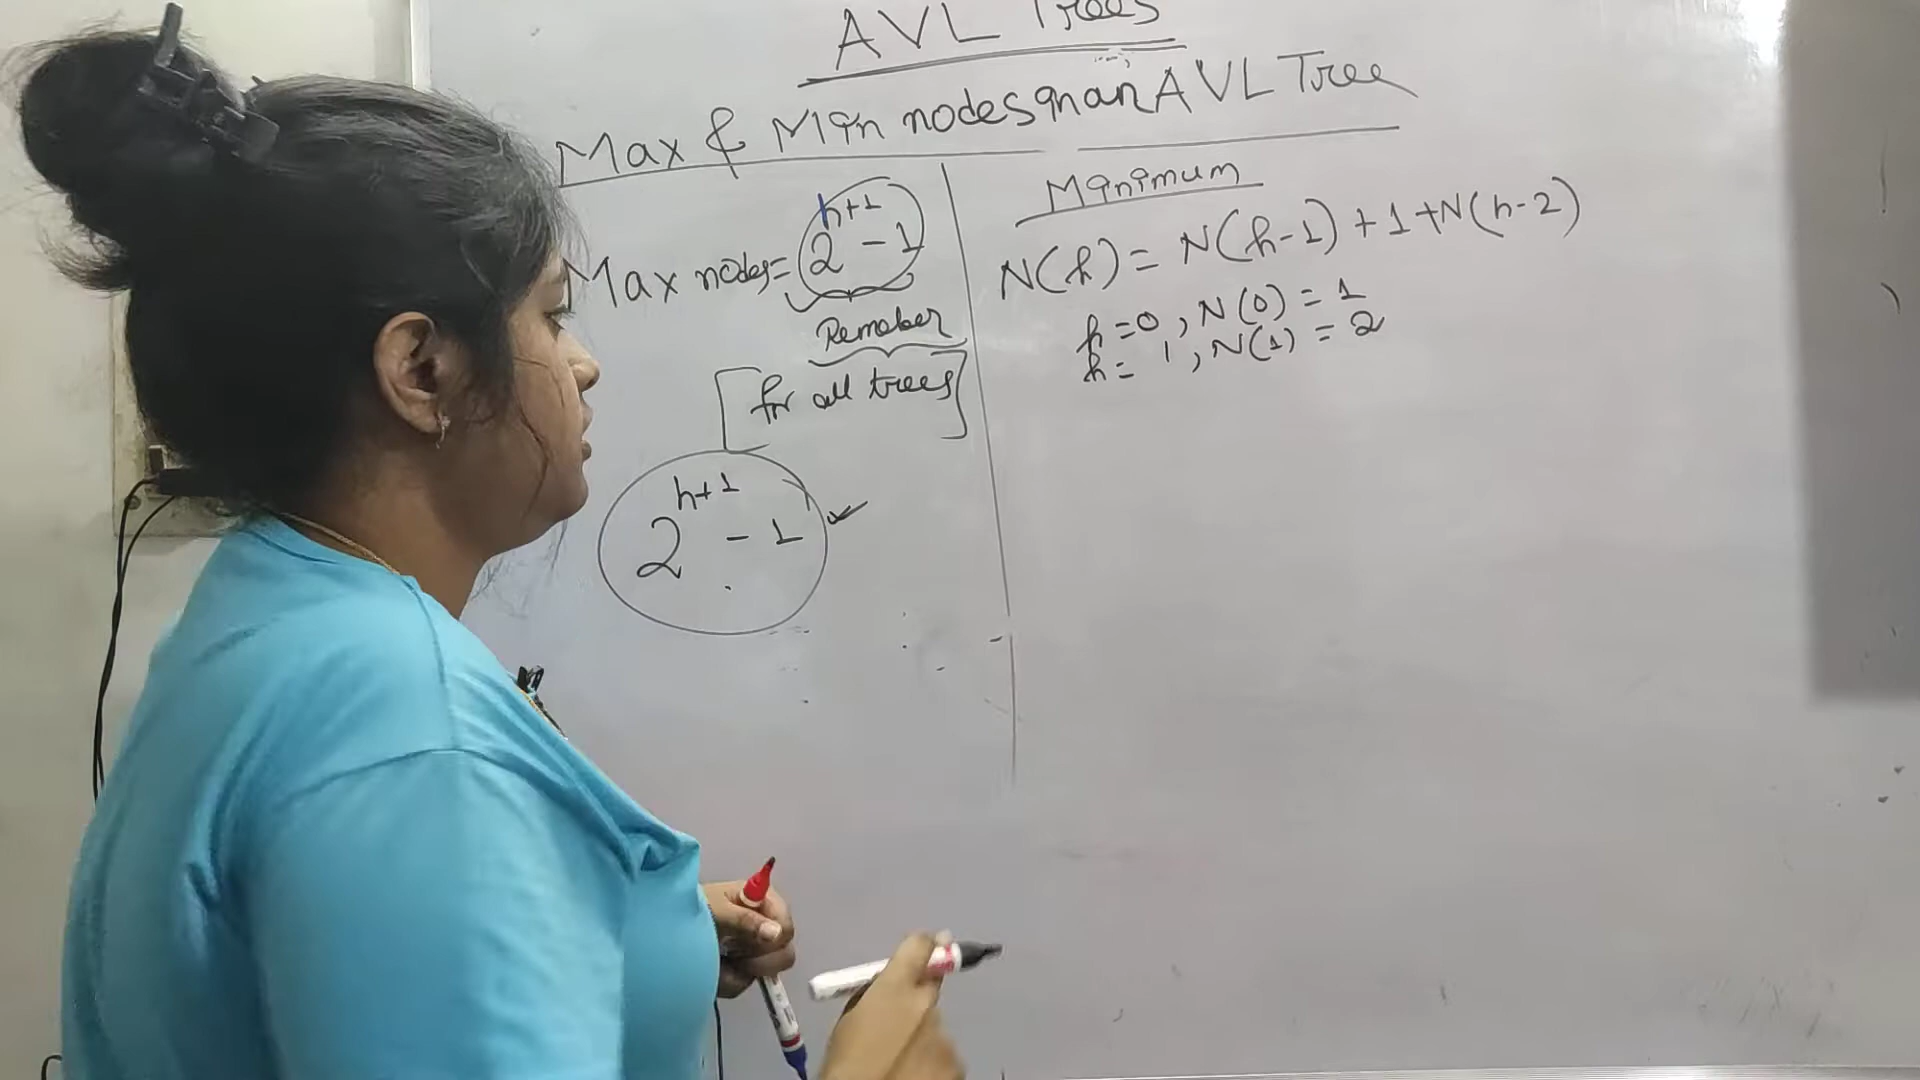 AVL Trees
Max & Min nodes in an AVL Tree
Max nodes = 2^(h+1) - 1
Remeber
[for all trees]
2^(h+1) - 1
Minimum
N(h) = N(h-1) + 1 + N(h-2)
h = 0, N(0) = 1
h = 1, N(1) = 2